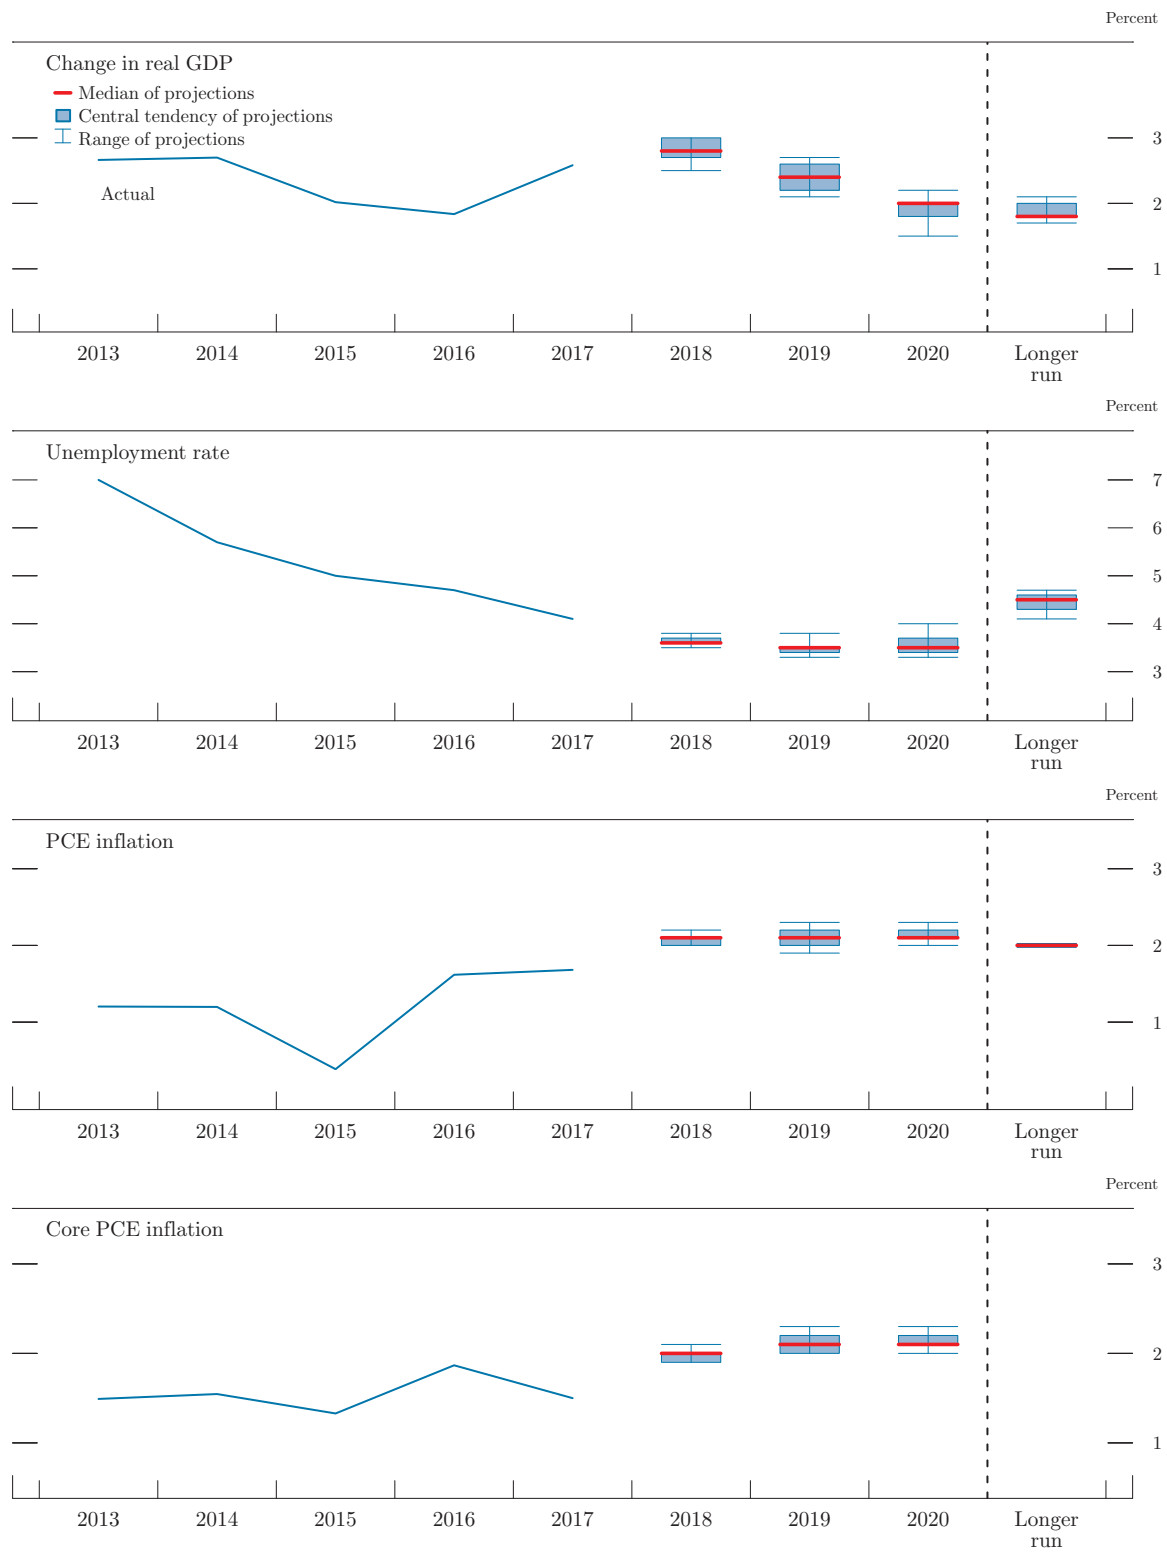 Percent
Change in real GDP
Median of projections
Central tendency of projections
Range of projections
Actual
3
2
1
2013 2014 2015 2016 2017 2018 2019 2020 Longer
run
Percent
Unemployment rate
7
6
5
4
3
2013 2014 2015 2016 2017 2018 2019 2020 Longer
run
Percent
PCE inflation
3
2
1
2013 2014 2015 2016 2017 2018 2019 2020 Longer
run
Percent
Core PCE inflation
3
2
1
2013 2014 2015 2016 2017 2018 2019 2020 Longer
run